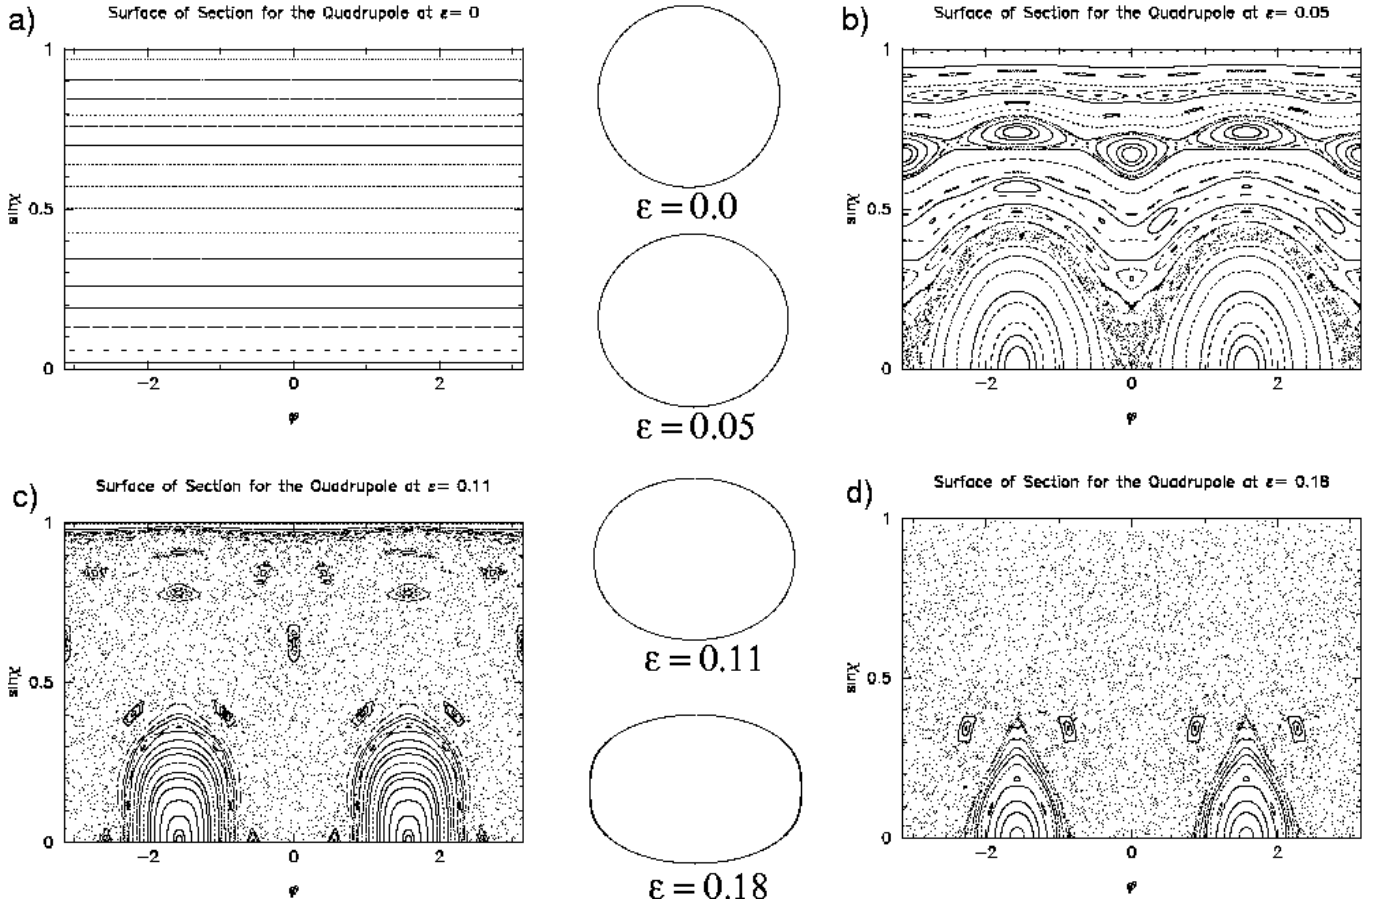 a)
Surface of Section for the Quadrupole at ε= 0
1
0.5
0
sinχ
−2
0
2
φ
ε = 0.0
ε = 0.05
b)
Surface of Section for the Quadrupole at ε= 0.05
1
0.5
0
sinχ
−2
0
2
φ
c)
Surface of Section for the Quadrupole at ε= 0.11
1
0.5
0
sinχ
−2
0
2
φ
ε = 0.11
ε = 0.18
d)
Surface of Section for the Quadrupole at ε= 0.18
1
0.5
0
sinχ
−2
0
2
φ